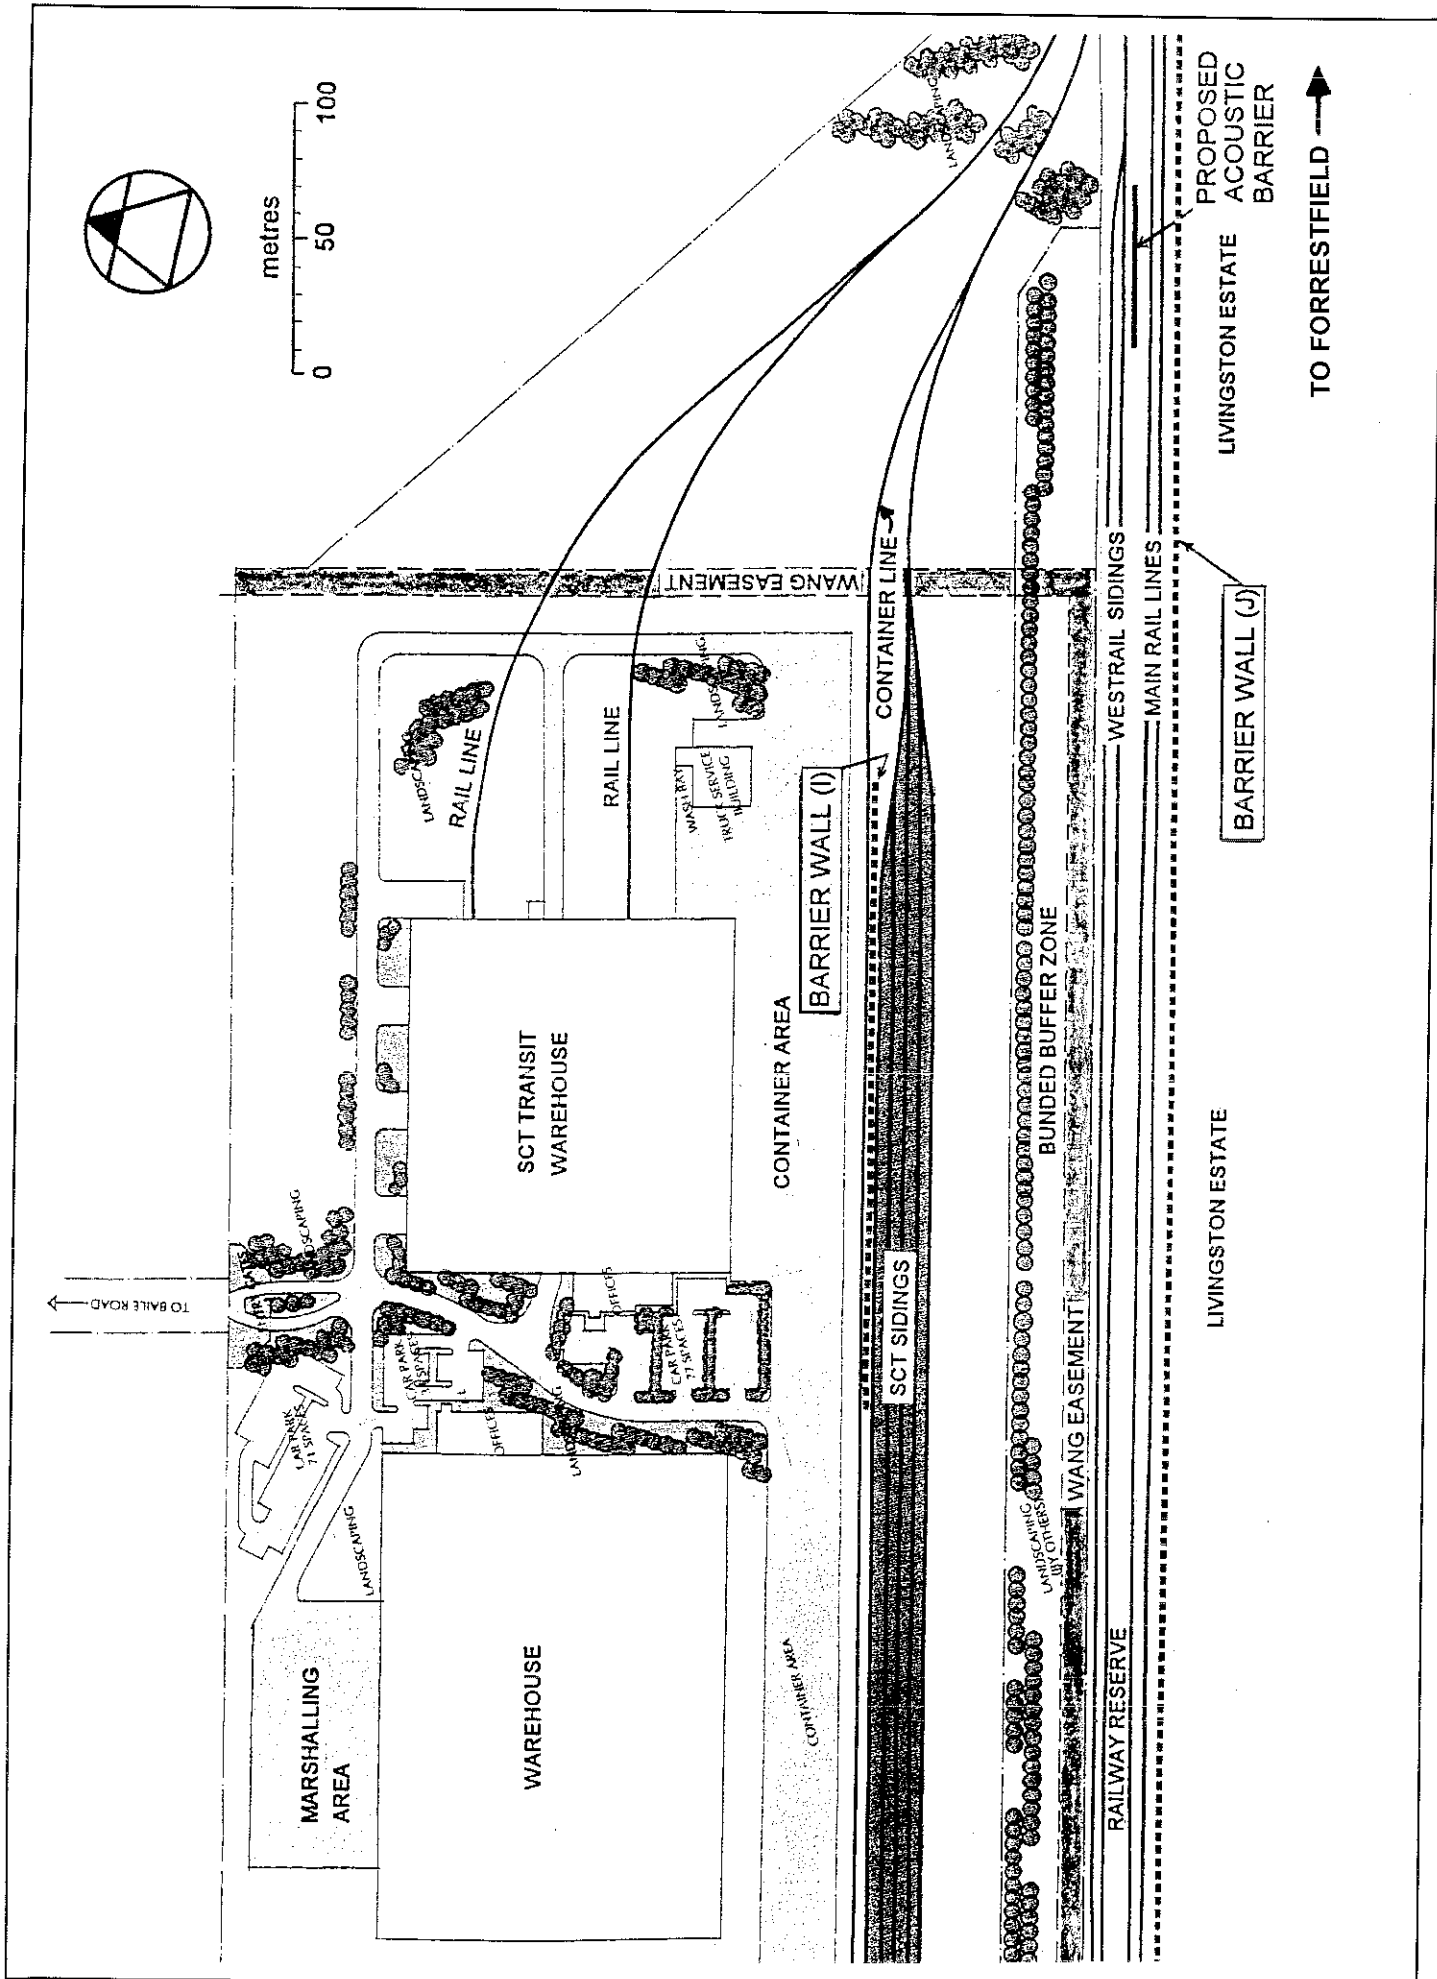 metres
0
50
100
TO BAILE ROAD
LANDSCAPING
CAR PARK
71 SPACES
LANDSCAPING
MARSHALLING
AREA
WAREHOUSE
OFFICES
CAR PARK
SPACES
OFFICES
CAR PARK
77 SPACES
SCT TRANSIT
WAREHOUSE
LANDSCAPING
RAIL LINE
RAIL LINE
LANDSCAPING
WASH BAY
TRUCK SERVICE
BUILDING
WANG EASEMENT
LANDSCAPING
CONTAINER AREA
CONTAINER AREA
BARRIER WALL (I)
CONTAINER LINE
SCT SIDINGS
BUNDED BUFFER ZONE
LANDSCAPING
BY OTHERS
WANG EASEMENT
RAILWAY RESERVE
WESTRAIL SIDINGS
MAIN RAIL LINES
BARRIER WALL (J)
LIVINGSTON ESTATE
LIVINGSTON ESTATE
PROPOSED
ACOUSTIC
BARRIER
TO FORRESTFIELD